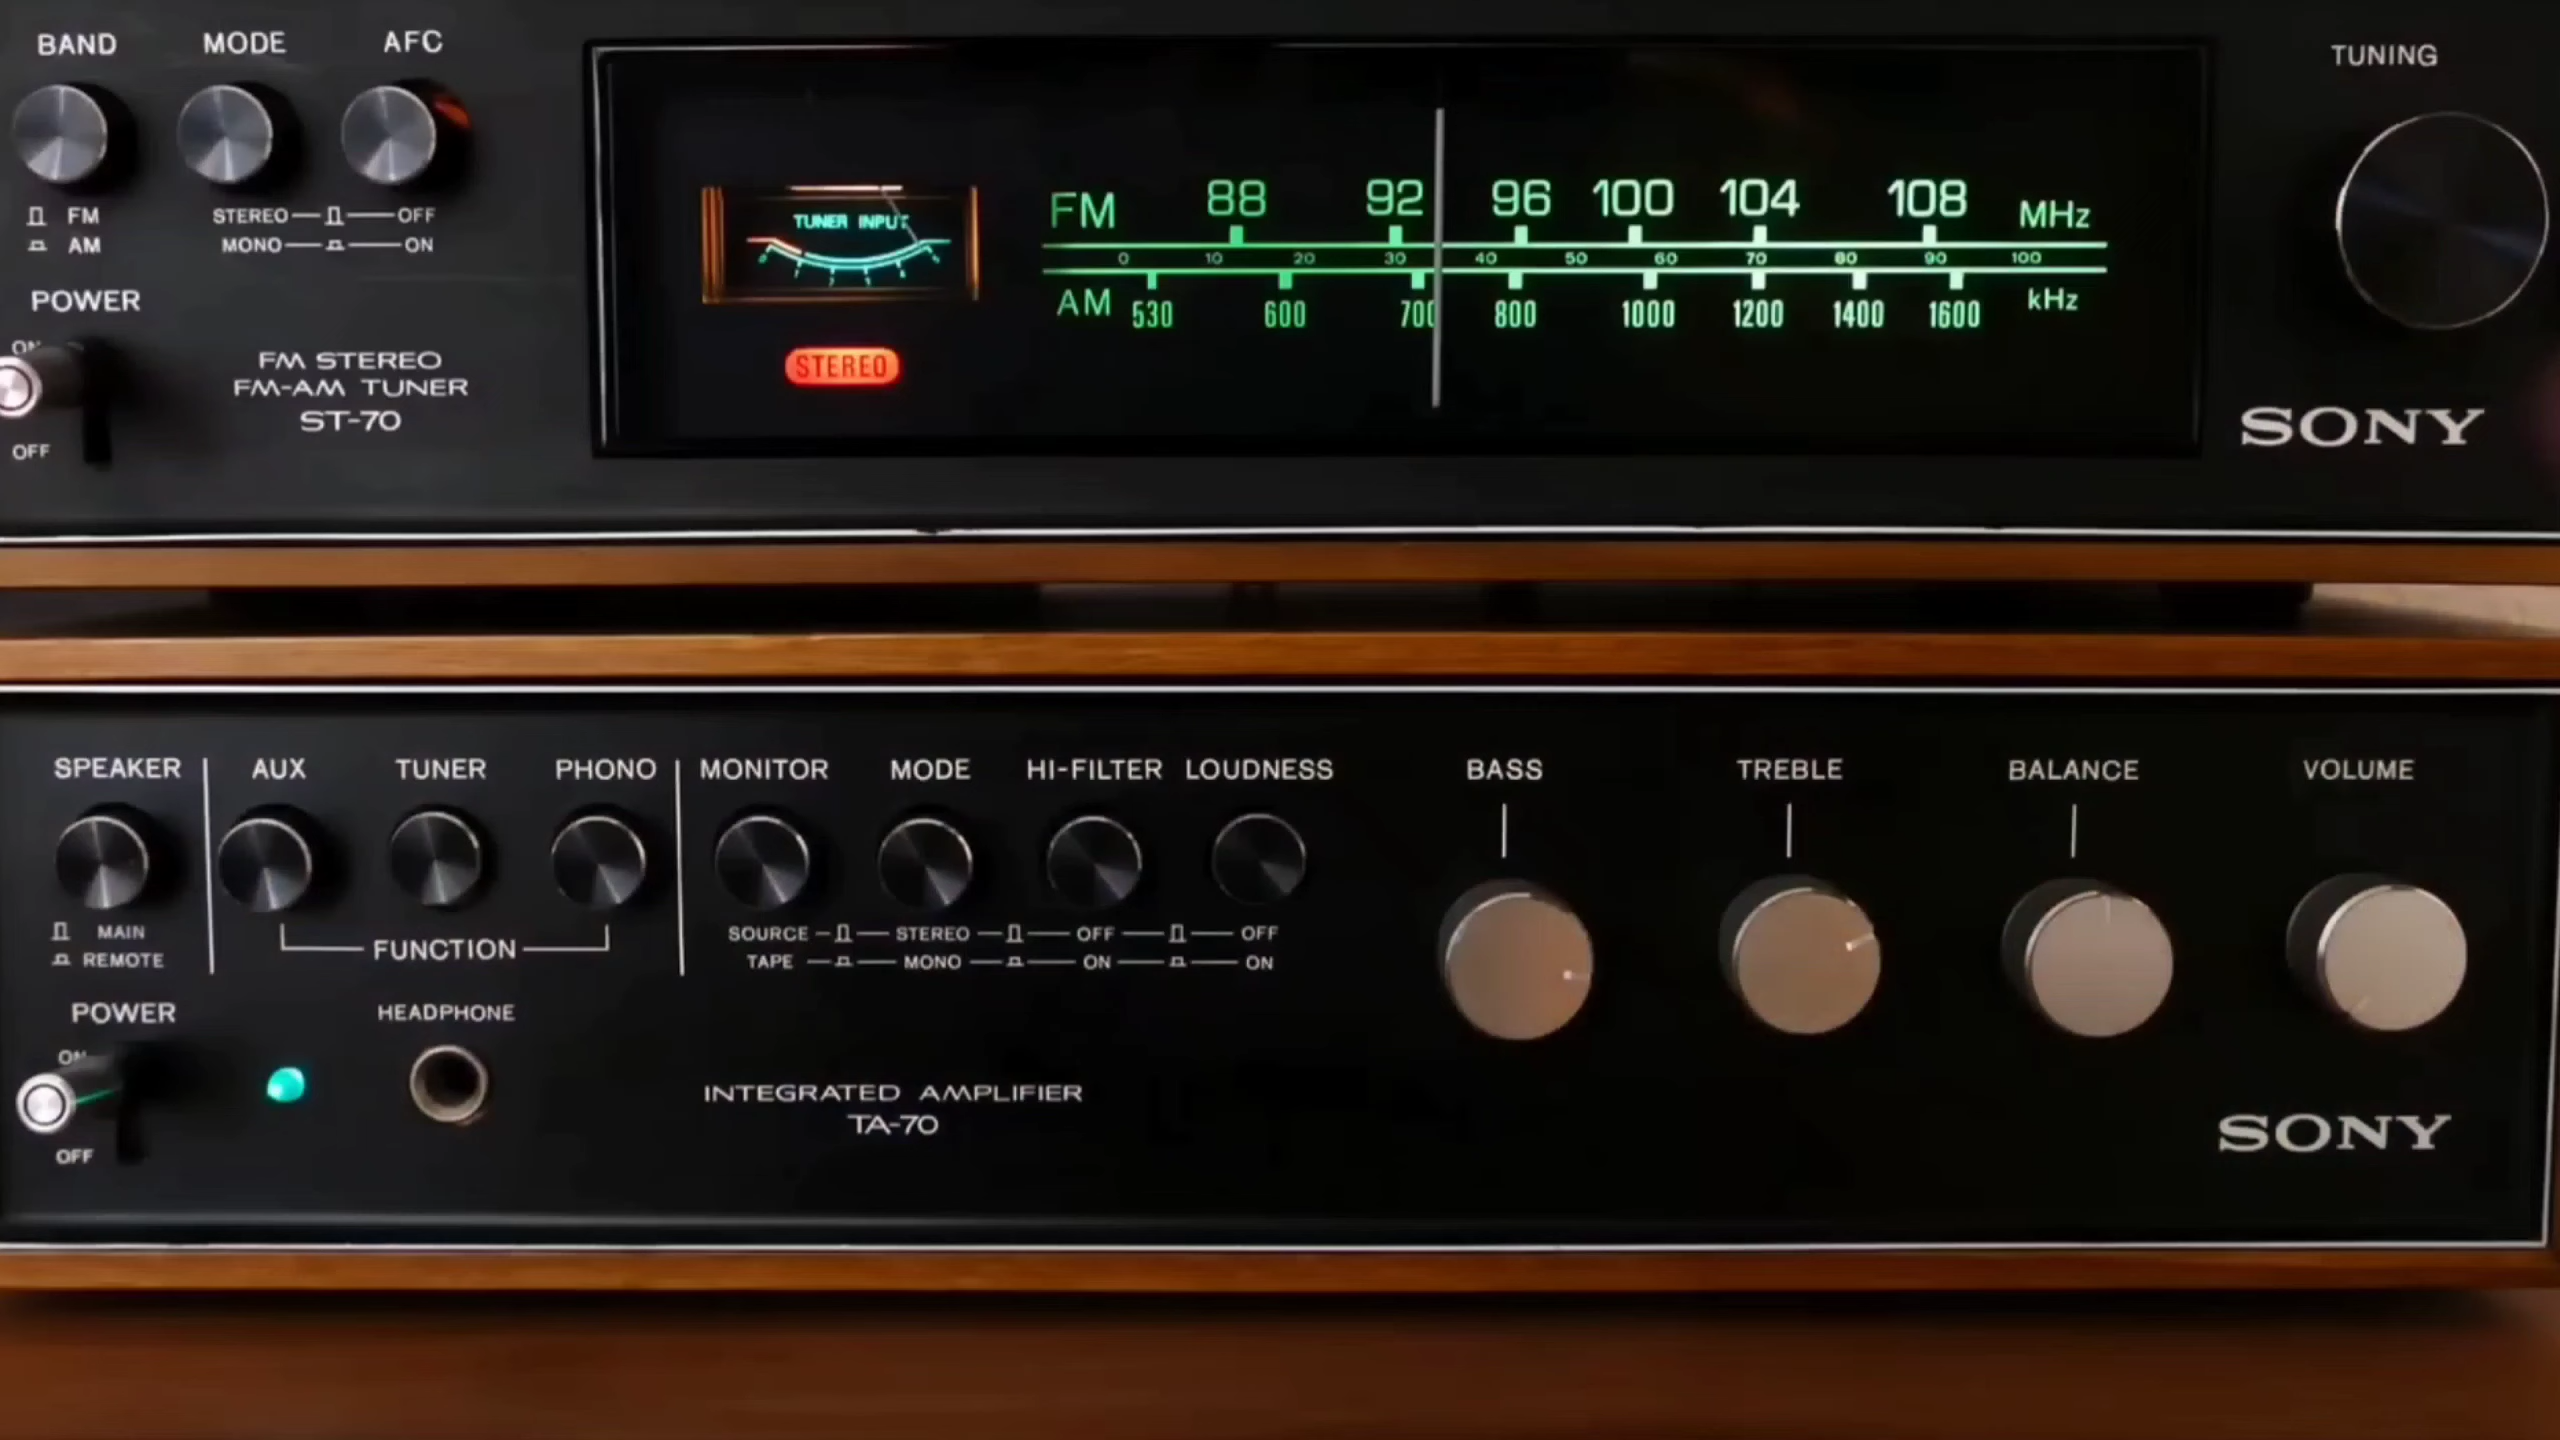 BAND MODE AFC
TUNING
FM STEREO OFF
AM MONO ON
POWER
ON
OFF
FM STEREO
FM-AM TUNER
ST-70
TUNER INPUT
STEREO
FM 88 92 96 100 104 108 MHz
0 10 20 30 40 50 60 70 80 90 100
AM 530 600 700 800 1000 1200 1400 1600 kHz
SONY
SPEAKER AUX TUNER PHONO MONITOR MODE HI-FILTER LOUDNESS BASS TREBLE BALANCE VOLUME
MAIN
REMOTE
FUNCTION
SOURCE STEREO OFF OFF
TAPE MONO ON ON
POWER
ON
OFF
HEADPHONE
INTEGRATED AMPLIFIER
TA-70
SONY